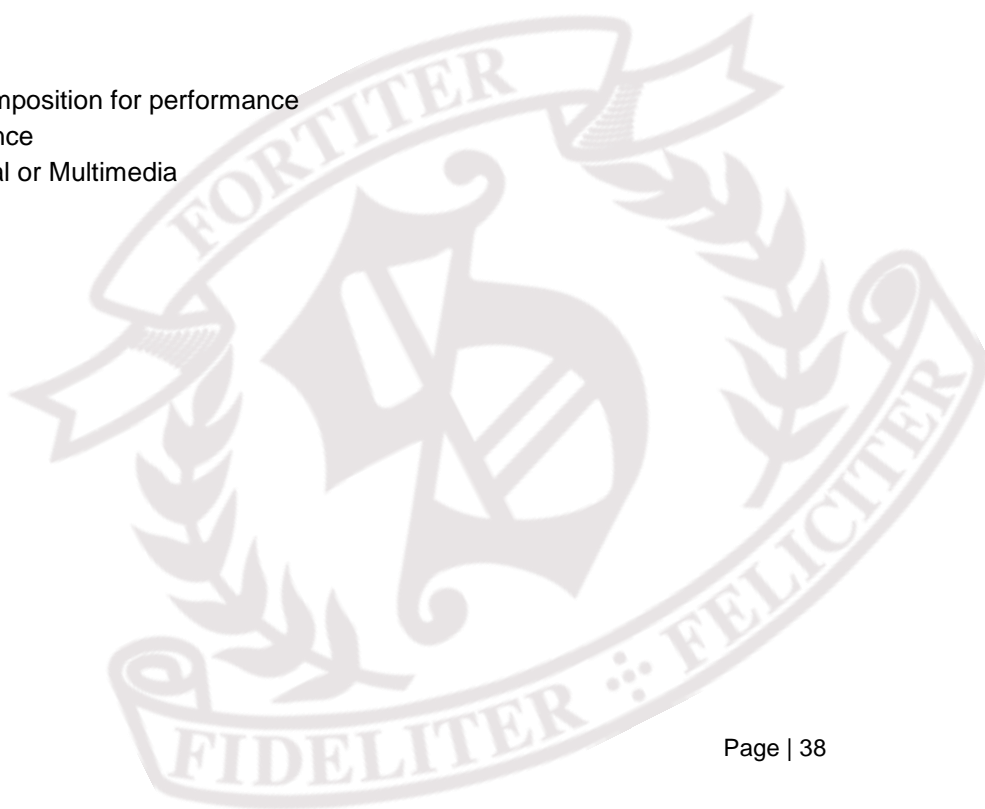 mposition for performance
nce
al or Multimedia
FORTITER
FIDELITER
FELICITER
S
Page | 38